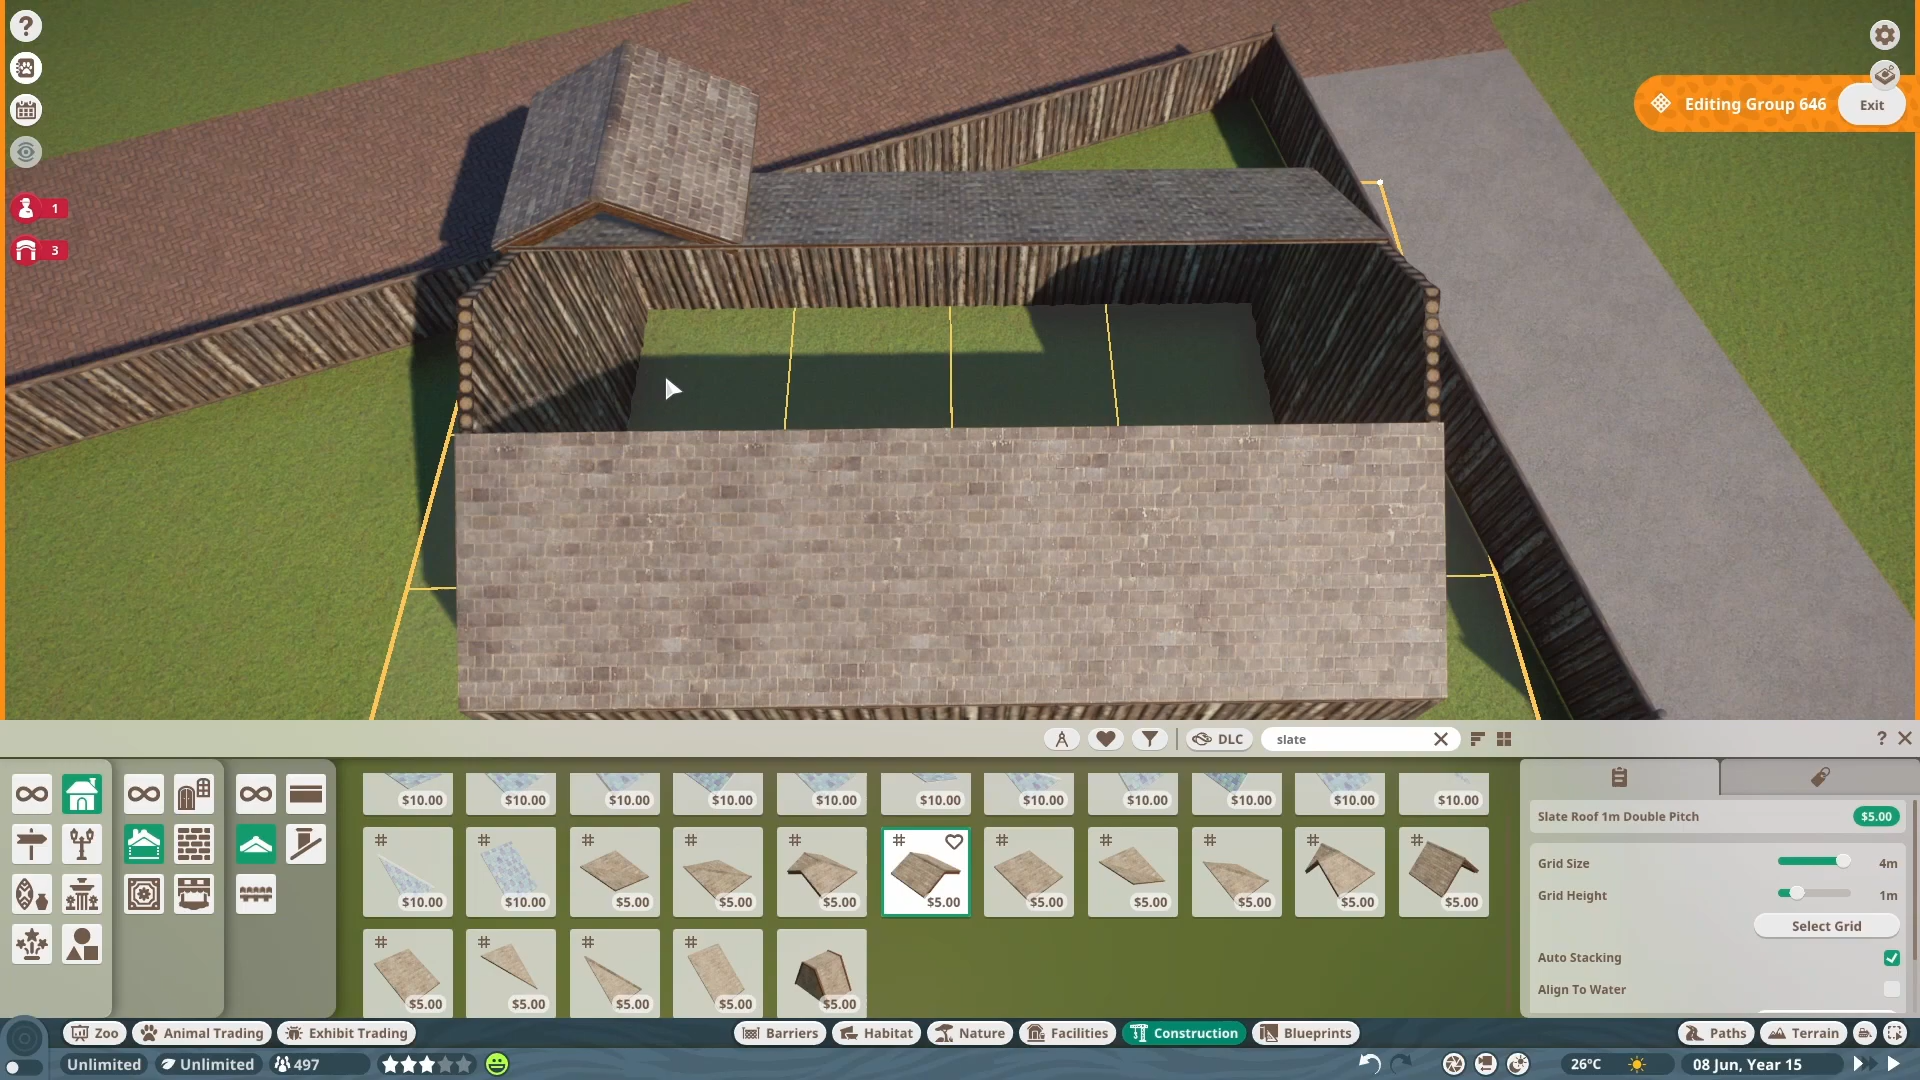 Editing Group 646
Exit
1
3
DLC
slate
$10.00 $10.00 $10.00 $10.00 $10.00 $10.00 $10.00 $10.00 $10.00 $10.00 $10.00
$10.00 $10.00 $5.00 $5.00 $5.00 $5.00 $5.00 $5.00 $5.00 $5.00 $5.00
$5.00 $5.00 $5.00 $5.00 $5.00
Slate Roof 1m Double Pitch $5.00
Grid Size 4m
Grid Height 1m
Select Grid
Auto Stacking
Align To Water
Zoo Animal Trading Exhibit Trading Barriers Habitat Nature Facilities Construction Blueprints Paths Terrain
Unlimited Unlimited 497 26°C 08 Jun, Year 15